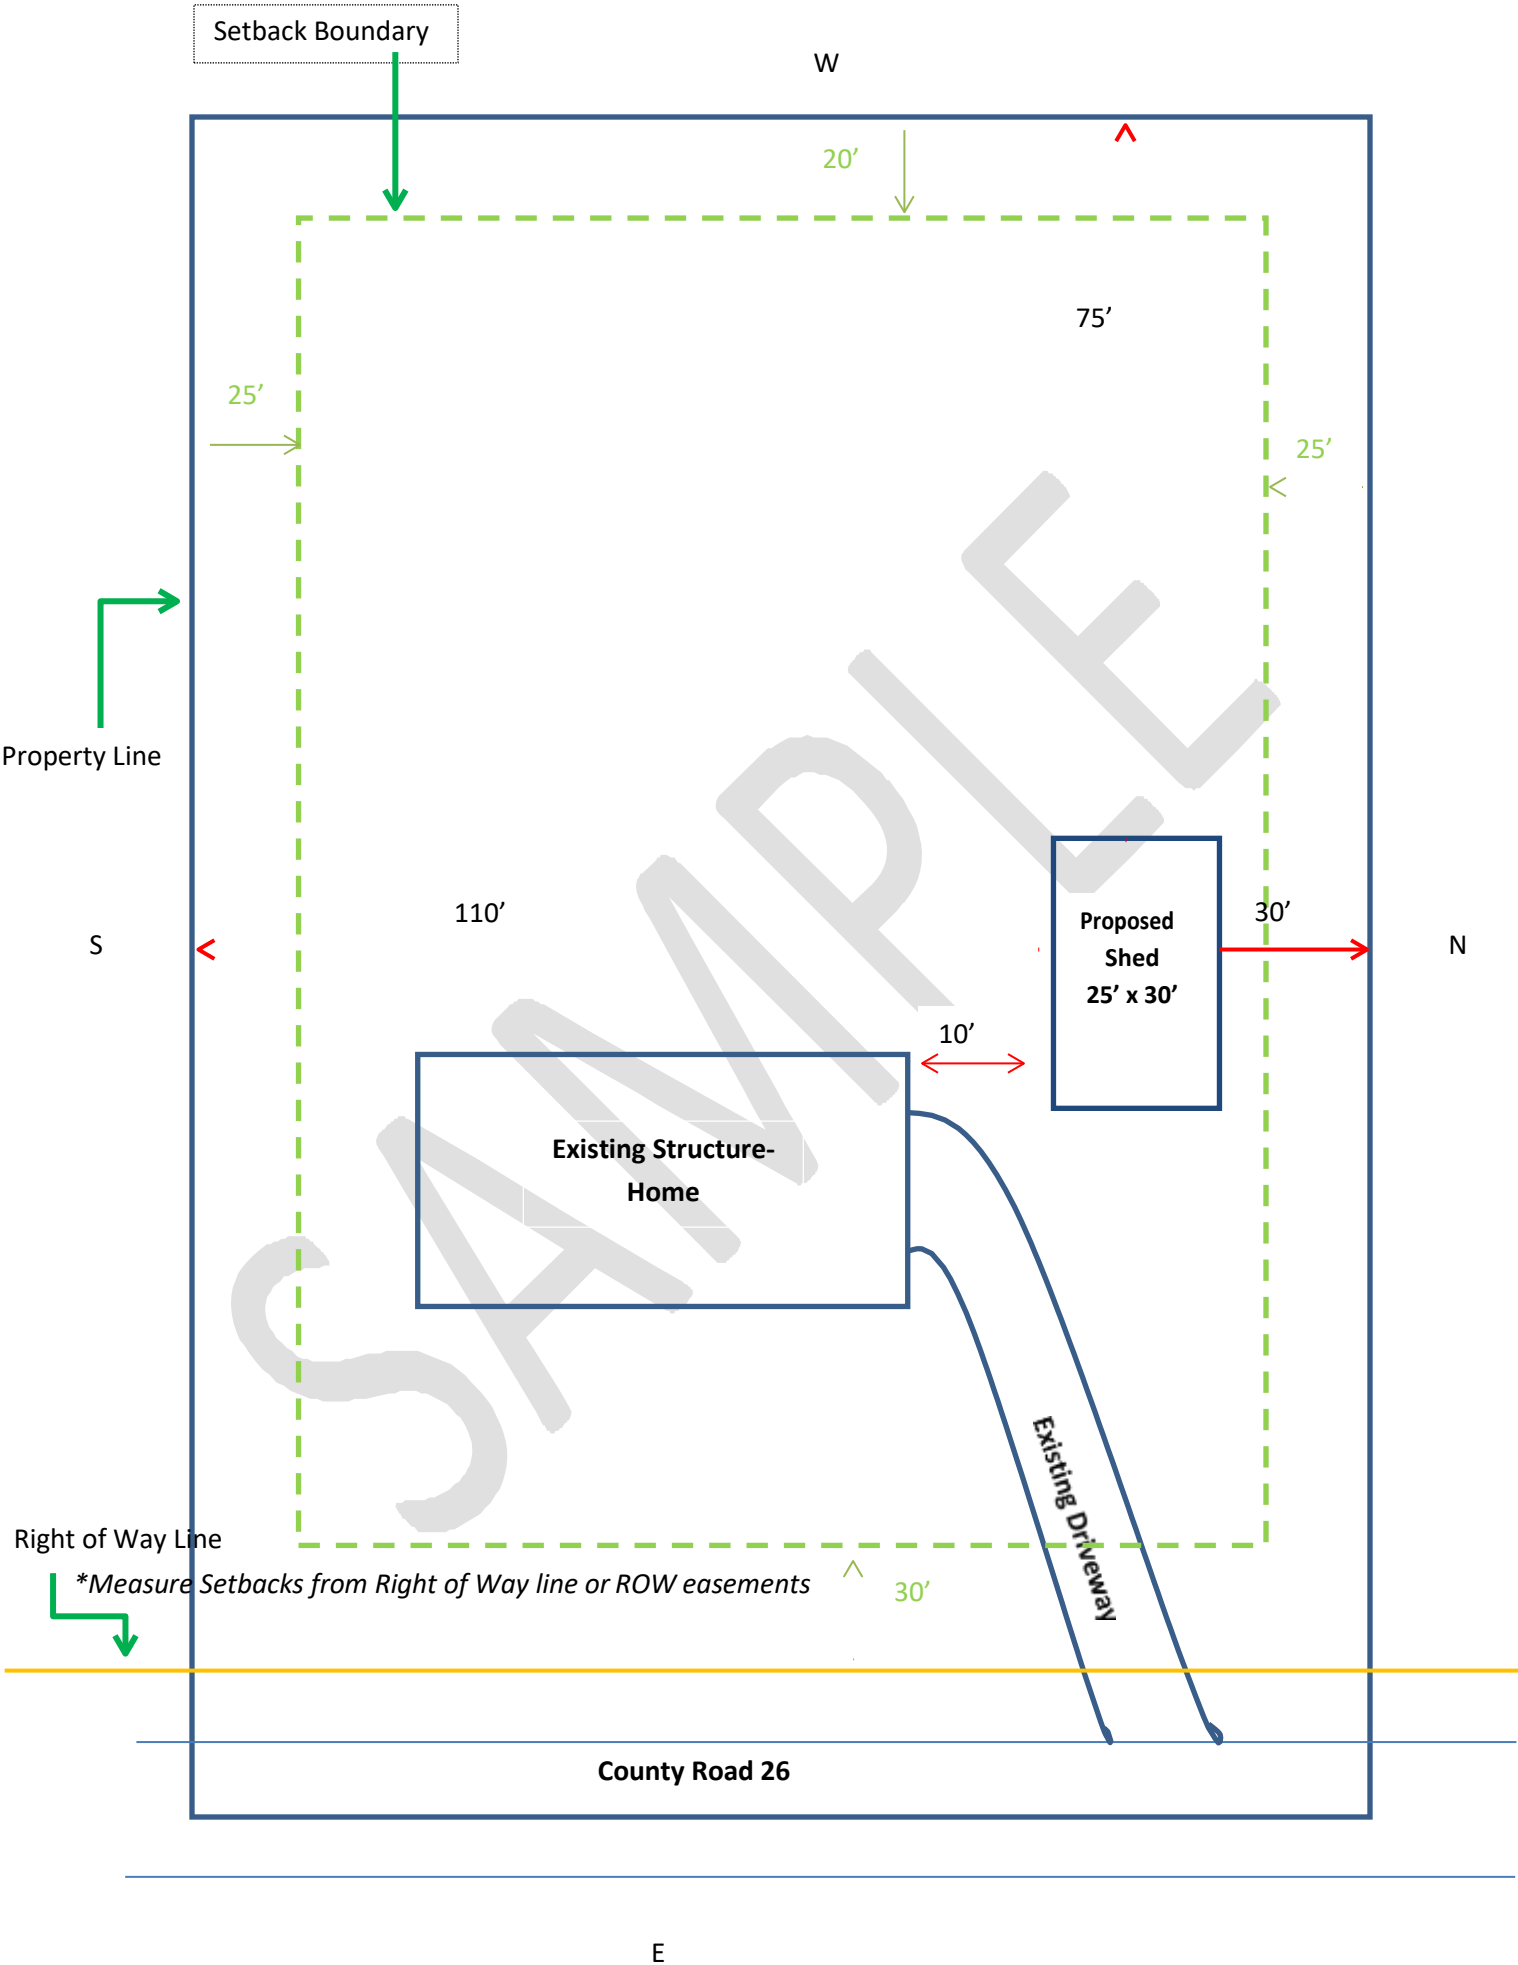 Setback Boundary
W
20’
75’
25’
25’
Property Line
110’
30’
S
N
Proposed
Shed
25’ x 30’
10’
Existing Structure-
Home
SAMPLE
Existing Driveway
Right of Way Line
*Measure Setbacks from Right of Way line or ROW easements
30’
County Road 26
E